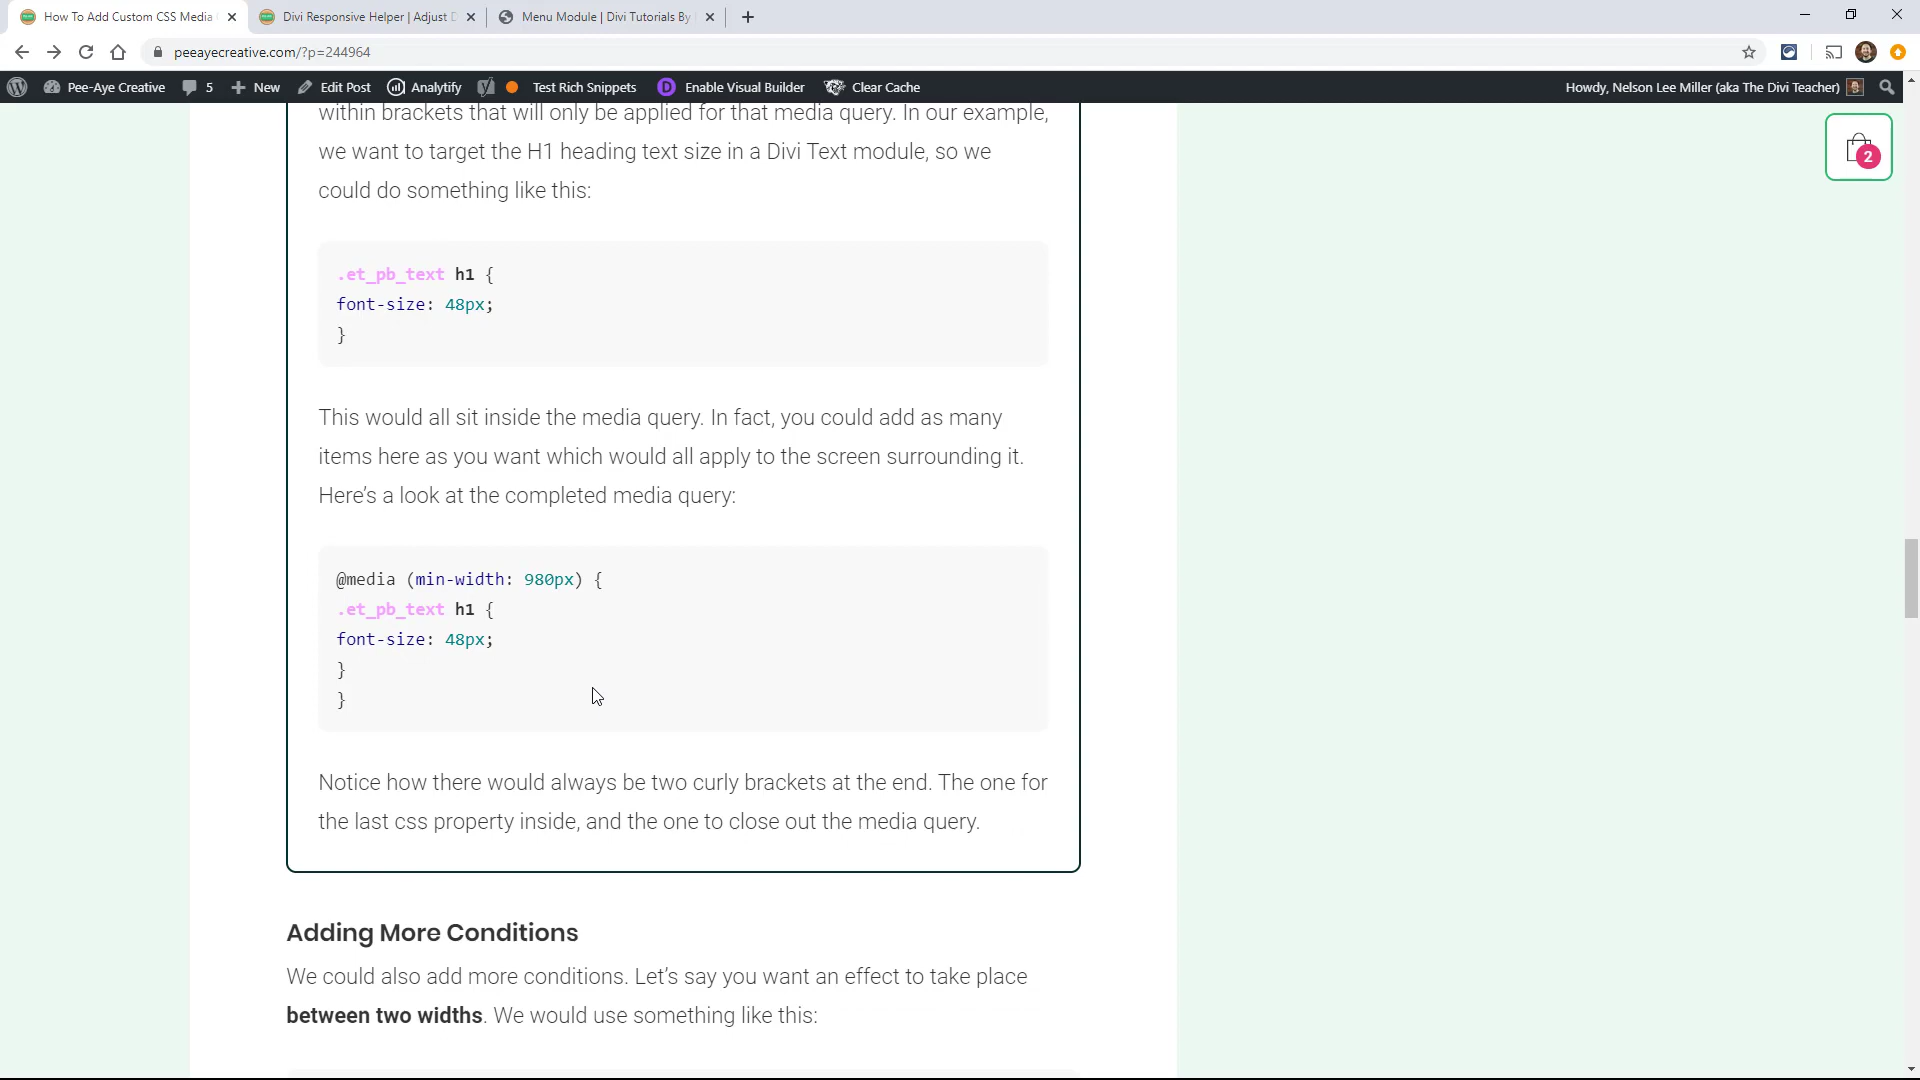 How To Add Custom CSS Media
Divi Responsive Helper | Adjust D
Menu Module | Divi Tutorials By
peeayecreative.com/?p=244964
Pee-Aye Creative
5
New
Edit Post
Analytify
Test Rich Snippets
D
Enable Visual Builder
Clear Cache
Howdy, Nelson Lee Miller (aka The Divi Teacher)
2
within brackets that will only be applied for that media query. In our example,
we want to target the H1 heading text size in a Divi Text module, so we
could do something like this:
.et_pb_text h1 {
font-size: 48px;
}
This would all sit inside the media query. In fact, you could add as many
items here as you want which would all apply to the screen surrounding it.
Here’s a look at the completed media query:
@media (min-width: 980px) {
.et_pb_text h1 {
font-size: 48px;
}
}
Notice how there would always be two curly brackets at the end. The one for
the last css property inside, and the one to close out the media query.
Adding More Conditions
We could also add more conditions. Let’s say you want an effect to take place
between two widths. We would use something like this: